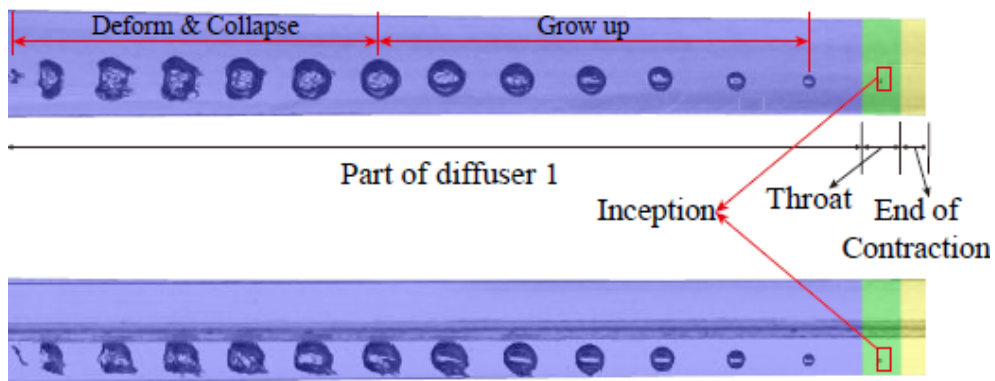 Deform & Collapse
Grow up
Part of diffuser 1
Inception
Throat
End of
Contraction